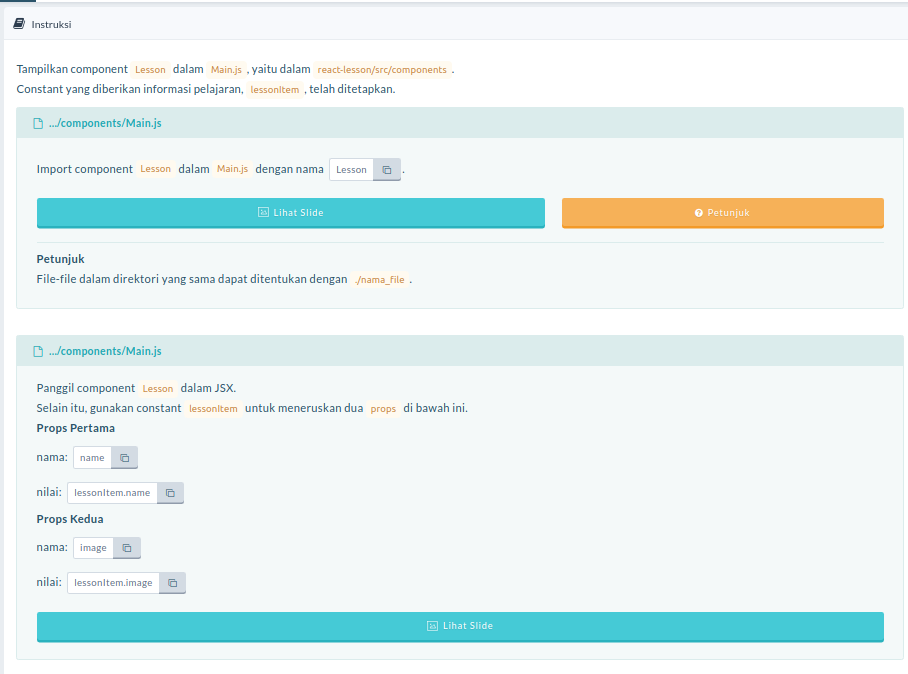 Instruksi
Tampilkan component Lesson dalam Main.js , yaitu dalam react-lesson/src/components .
Constant yang diberikan informasi pelajaran, lessonItem , telah ditetapkan.
.../components/Main.js
Import component Lesson dalam Main.js dengan nama Lesson .
Lihat Slide
Petunjuk
Petunjuk
File-file dalam direktori yang sama dapat ditentukan dengan ./nama_file .
.../components/Main.js
Panggil component Lesson dalam JSX.
Selain itu, gunakan constant lessonItem untuk meneruskan dua props di bawah ini.
Props Pertama
nama: name
nilai: lessonItem.name
Props Kedua
nama: image
nilai: lessonItem.image
Lihat Slide